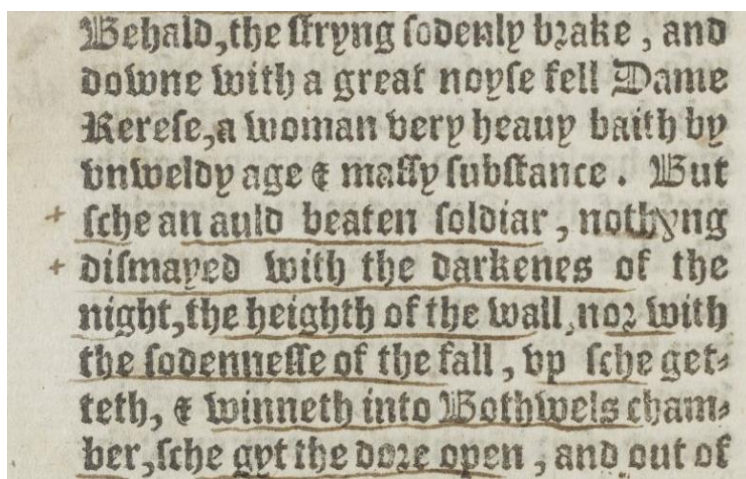 Behald, the ſtryng ſodenly brake, and
downe with a great noyſe fell Dame
Rereſe, a woman very heauy baith by
vnweldy age & maſſy ſubſtance. But
+ ſche an auld beaten ſoldiar, nothyng
+ diſmayed with the darkenes of the
night, the heighth of the wall, nor with
the ſodenneſſe of the fall, vp ſche get-
teth, & winneth into Bothwels cham-
ber, ſche gyt the dore open, and out of